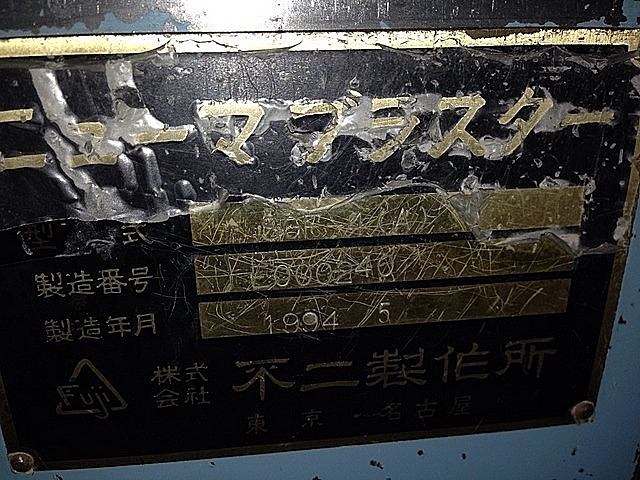 ニューマブラスター
型式
製造番号 E000240
製造年月 1994 5
Fuji 株式会社 不二製作所
東京 名古屋